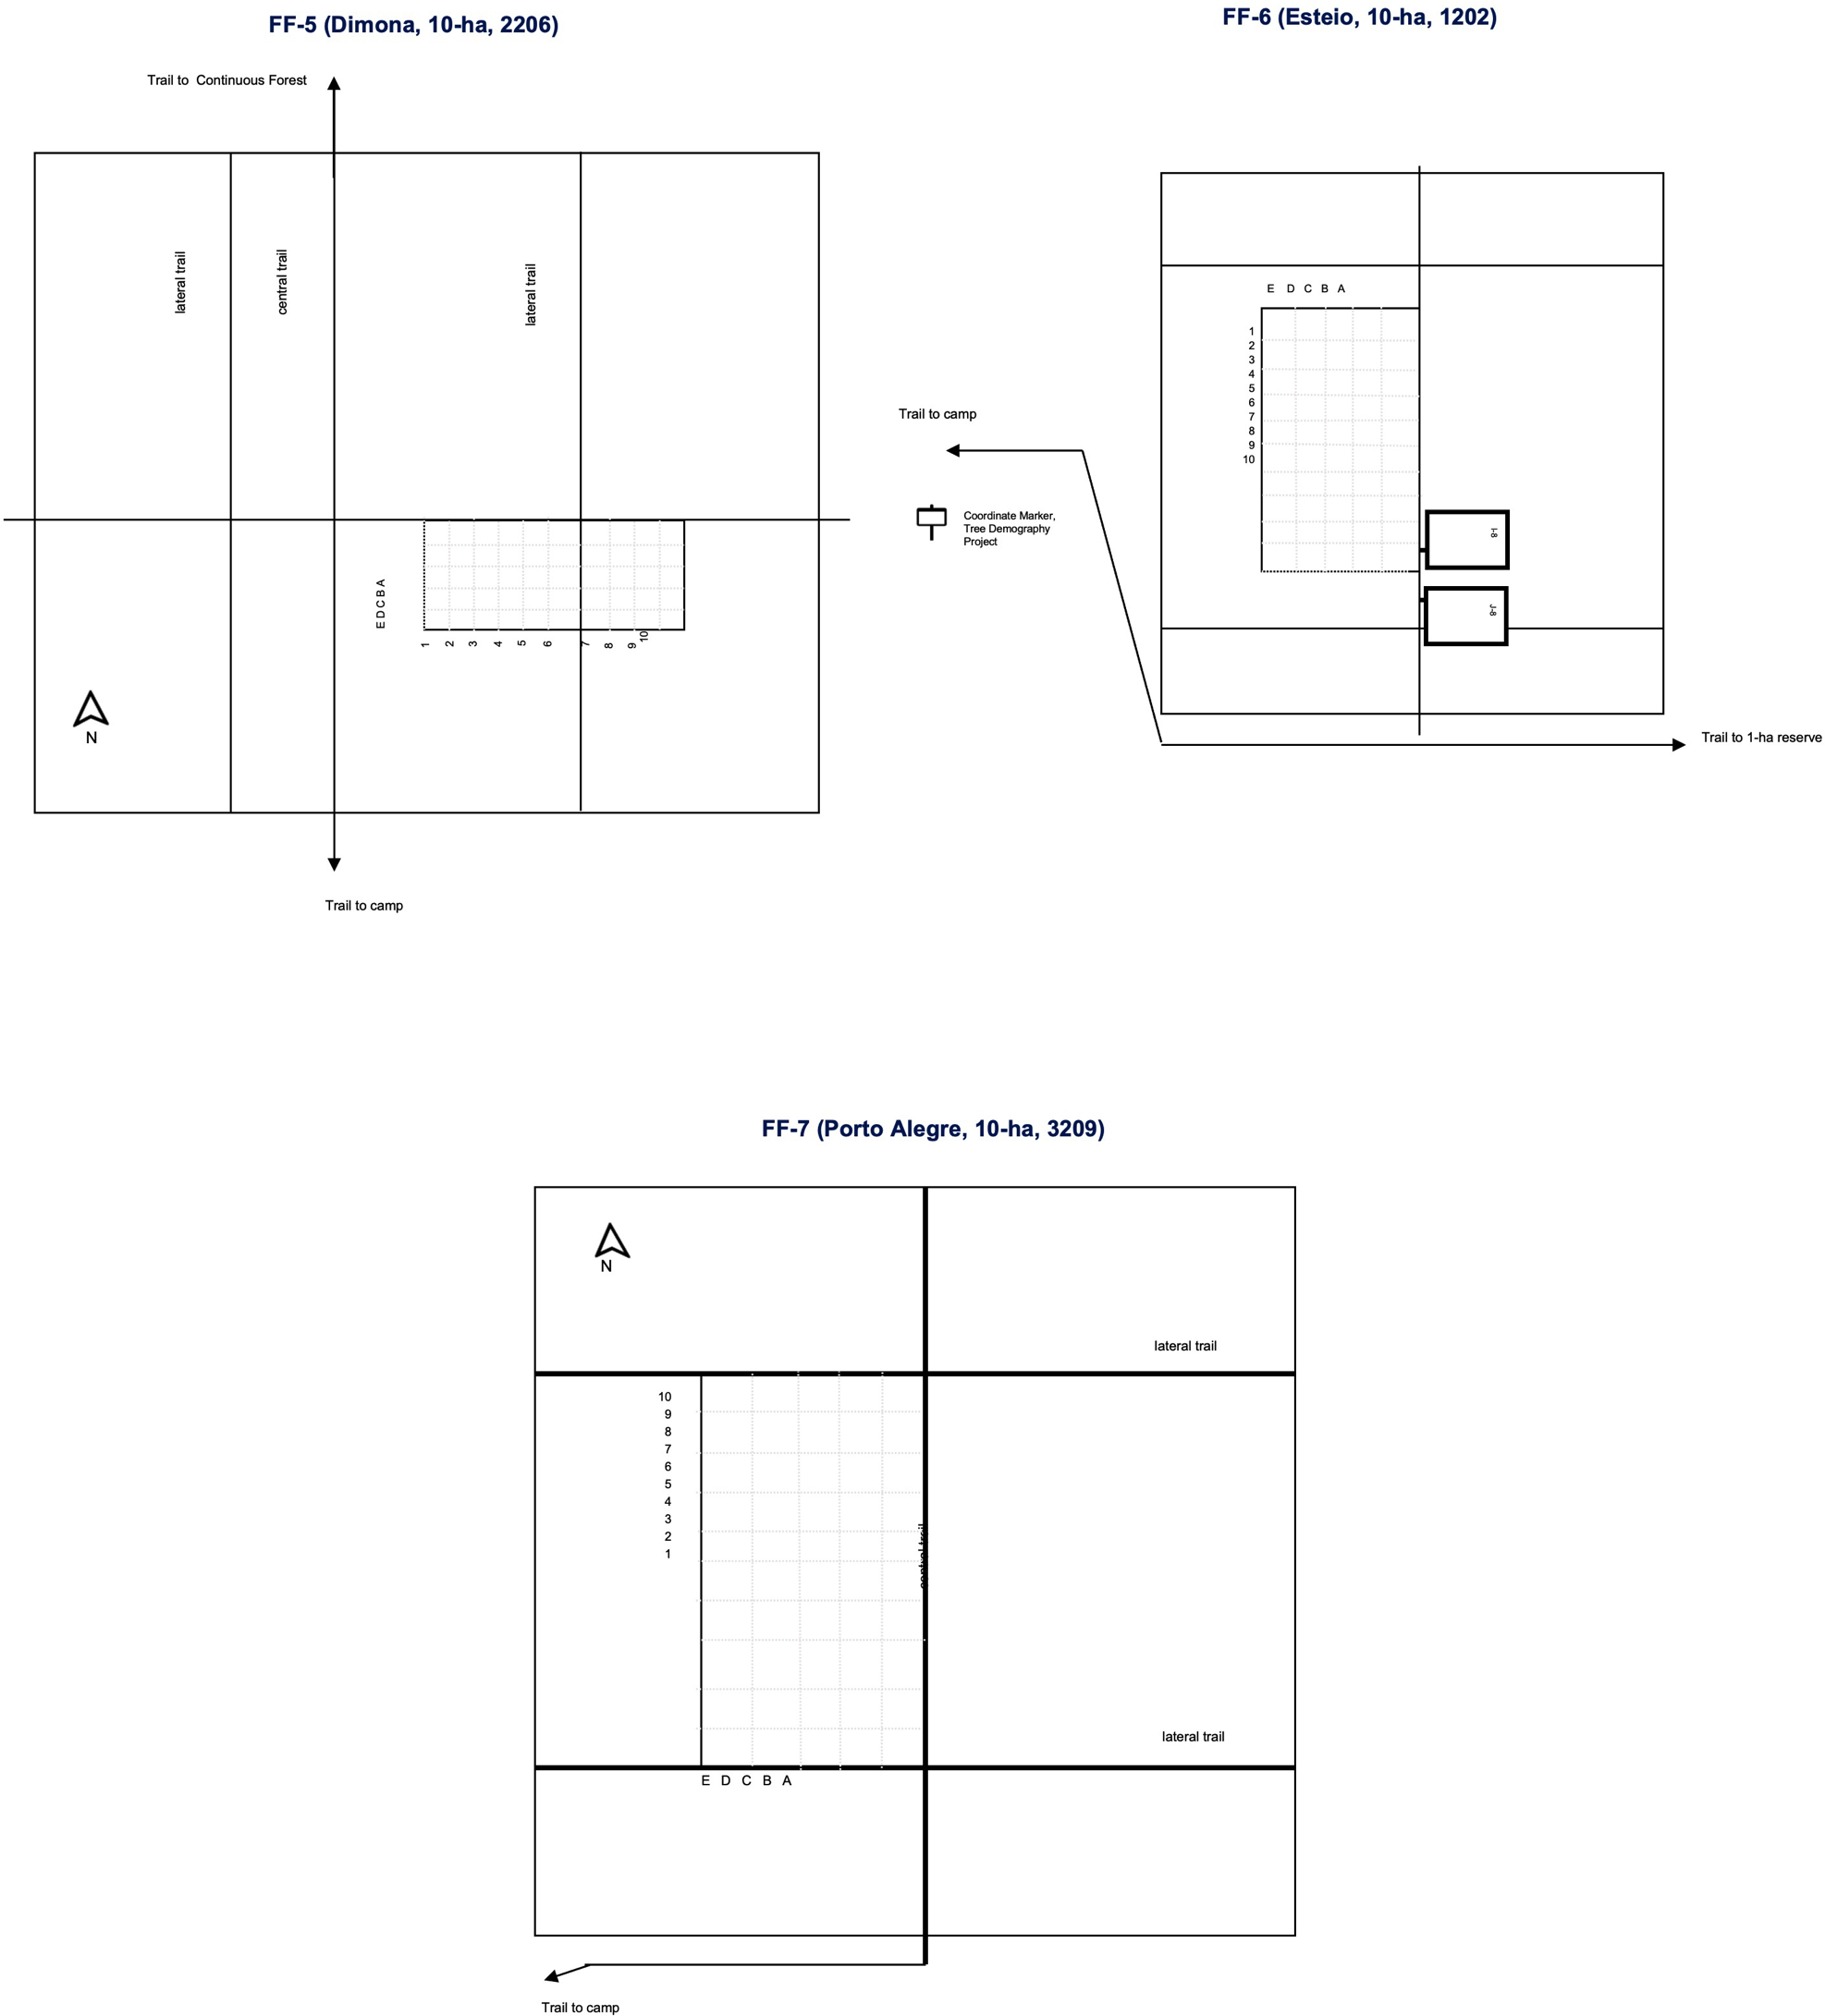 FF-5 (Dimona, 10-ha, 2206)
Trail to Continuous Forest
lateral trail
central trail
lateral trail
E D C B A
1 2 3 4 5 6 7 8 9 10
N
Trail to camp
FF-6 (Esteio, 10-ha, 1202)
E D C B A
1
2
3
4
5
6
7
8
9
10
Trail to camp
Coordinate Marker,
Tree Demography
Project
I-8
J-8
Trail to 1-ha reserve
FF-7 (Porto Alegre, 10-ha, 3209)
N
lateral trail
10
9
8
7
6
5
4
3
2
1
central trail
lateral trail
E D C B A
Trail to camp